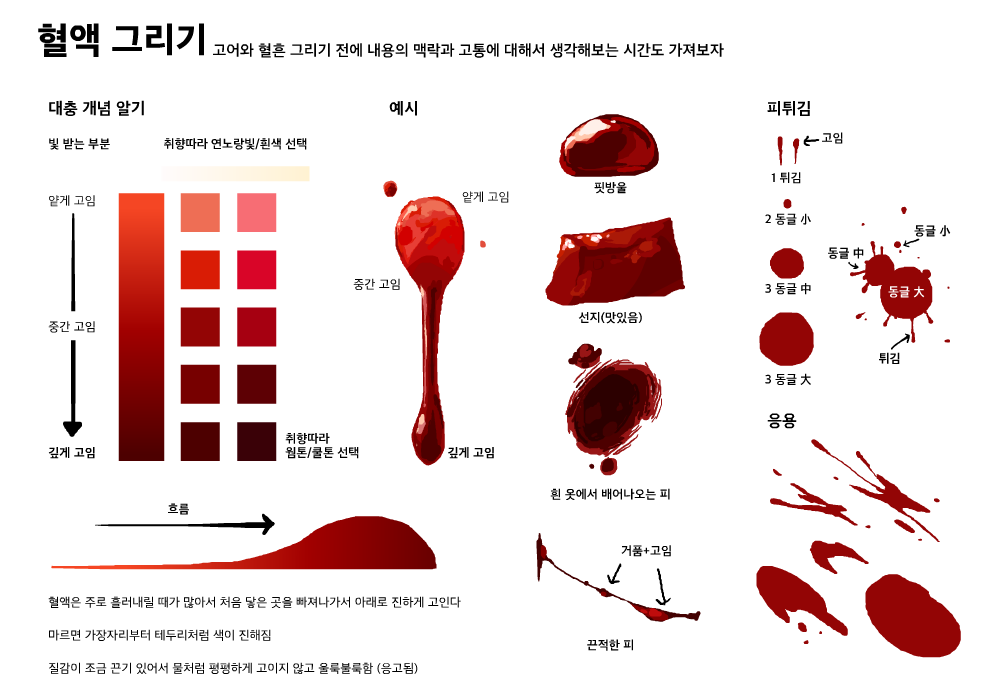 혈액 그리기 고어와 혈흔 그리기 전에 내용의 맥락과 고통에 대해서 생각해보는 시간도 가져보자
대충 개념 알기
빛 받는 부분
취향따라 연노랑빛/흰색 선택
얕게 고임
중간 고임
깊게 고임
취향따라
웜톤/쿨톤 선택
흐름
혈액은 주로 흘러내릴 때가 많아서 처음 닿은 곳을 빠져나가서 아래로 진하게 고인다
마르면 가장자리부터 테두리처럼 색이 진해짐
질감이 조금 끈기 있어서 물처럼 평평하게 고이지 않고 울룩불룩함 (응고됨)
예시
얕게 고임
중간 고임
깊게 고임
핏방울
선지(맛있음)
흰 옷에서 배어나오는 피
거품+고임
끈적한 피
피튀김
고임
1 튀김
2 동글 小
3 동글 中
3 동글 大
동글 小
동글 中
동글 大
튀김
응용